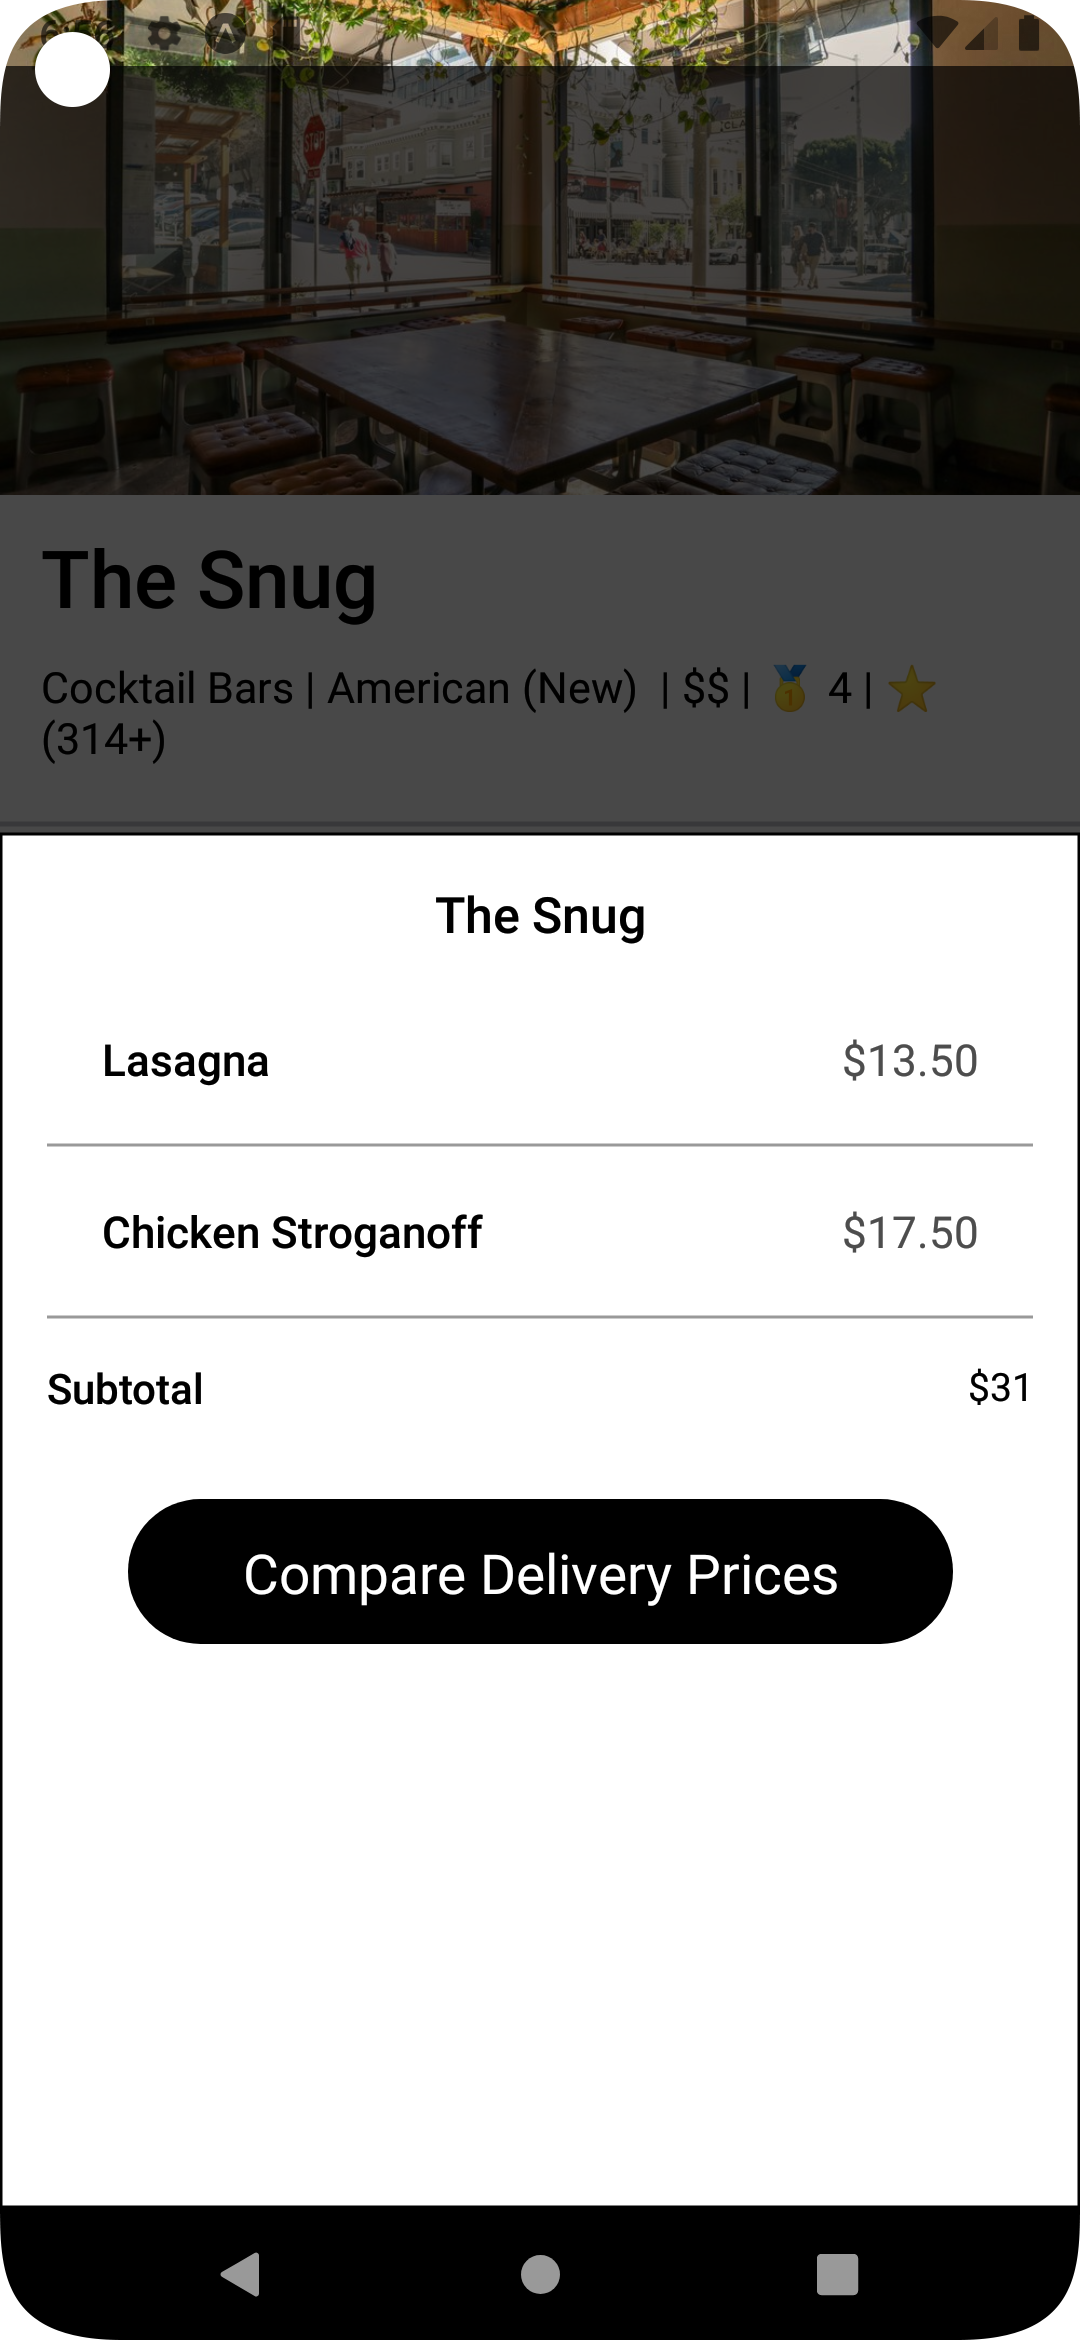 STOP
The Snug
Cocktail Bars | American (New) | $$ | 🥇 4 | ⭐
(314+)
The Snug
Lasagna $13.50
Chicken Stroganoff $17.50
Subtotal $31
Compare Delivery Prices